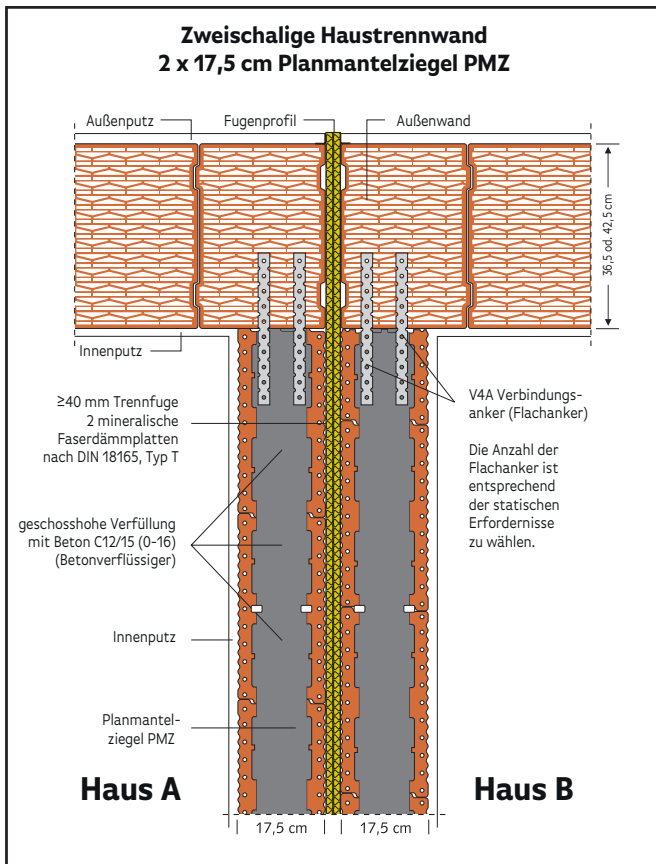 Zweischalige Haustrennwand
2 x 17,5 cm Planmantelziegel PMZ
Außenputz
Fugenprofil
Außenwand
36,5 od. 42,5 cm
Innenputz
≥40 mm Trennfuge
2 mineralische
Faserdämmplatten
nach DIN 18165, Typ T
V4A Verbindungs-
anker (Flachanker)
Die Anzahl der
Flachanker ist
entsprechend
der statischen
Erfordernisse
zu wählen.
geschosshohe Verfüllung
mit Beton C12/15 (0-16)
(Betonverflüssiger)
Innenputz
Planmantel-
ziegel PMZ
Haus A
Haus B
17,5 cm
17,5 cm